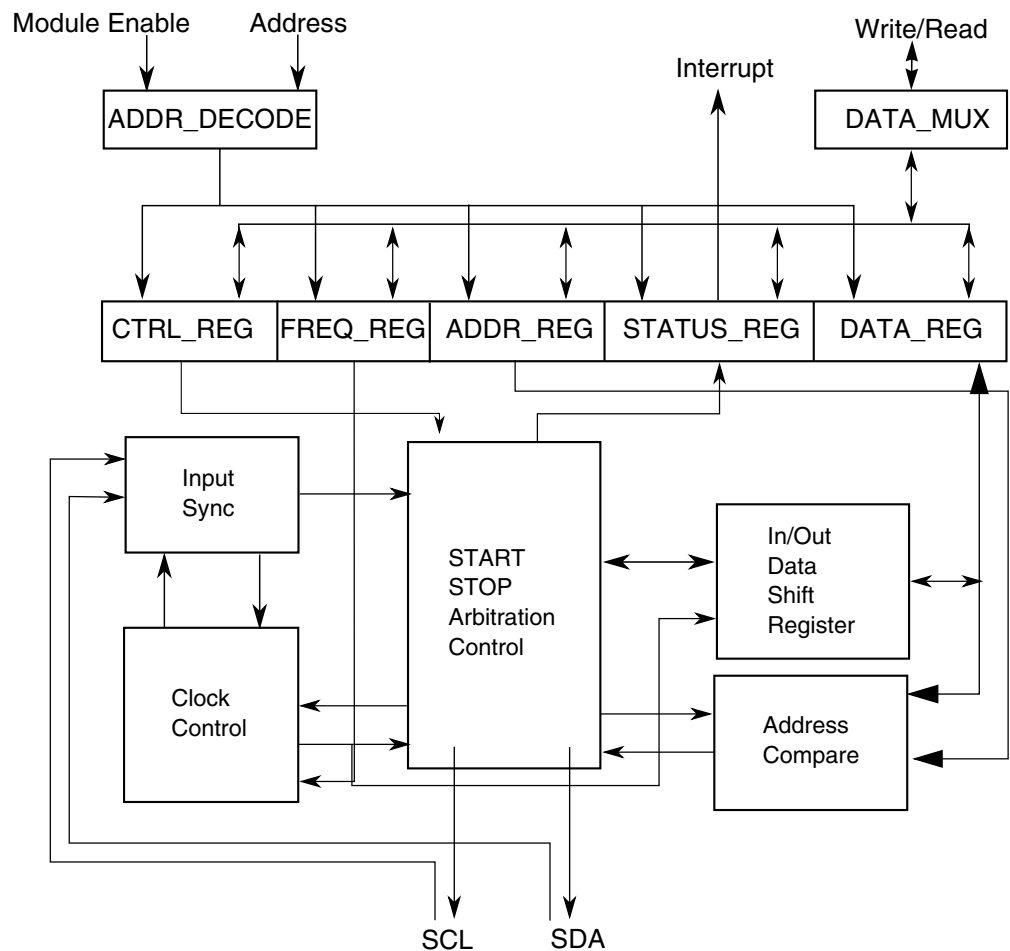 Module Enable
Address
Write/Read
Interrupt
ADDR_DECODE
DATA_MUX
CTRL_REG
FREQ_REG
ADDR_REG
STATUS_REG
DATA_REG
Input
Sync
START
STOP
Arbitration
Control
In/Out
Data
Shift
Register
Clock
Control
Address
Compare
SCL
SDA